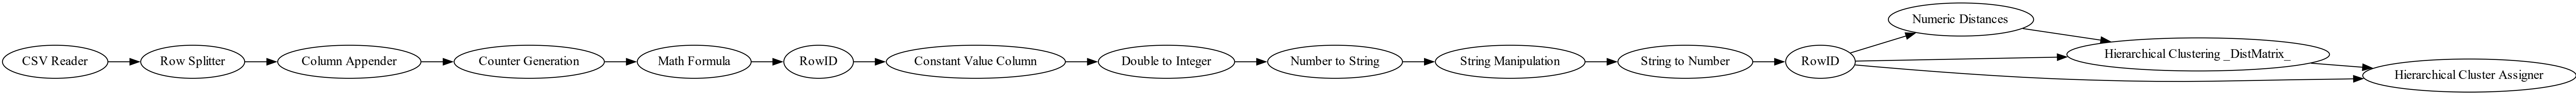 CSV Reader
Row Splitter
Column Appender
Counter Generation
Math Formula
RowID
Constant Value Column
Double to Integer
Number to String
String Manipulation
String to Number
RowID
Numeric Distances
Hierarchical Clustering _DistMatrix_
Hierarchical Cluster Assigner